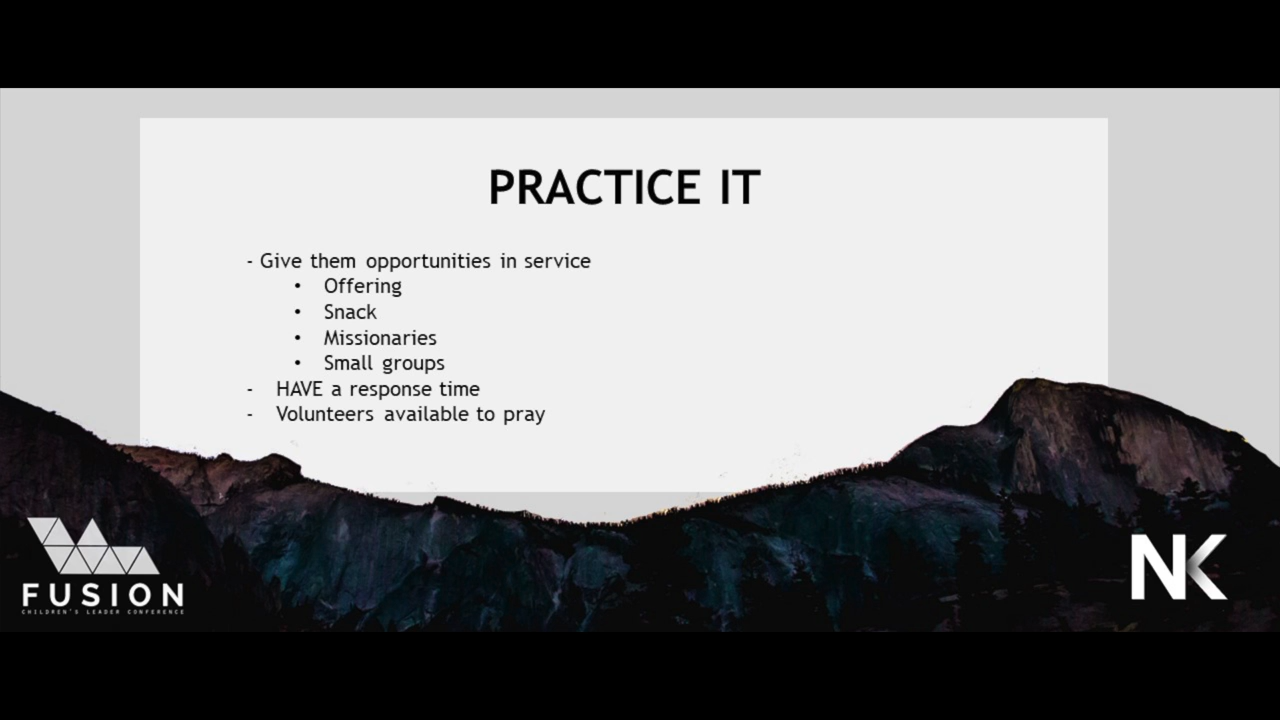 PRACTICE IT
- Give them opportunities in service
• Offering
• Snack
• Missionaries
• Small groups
- HAVE a response time
- Volunteers available to pray
FUSION
CHILDREN'S LEADER CONFERENCE
NK